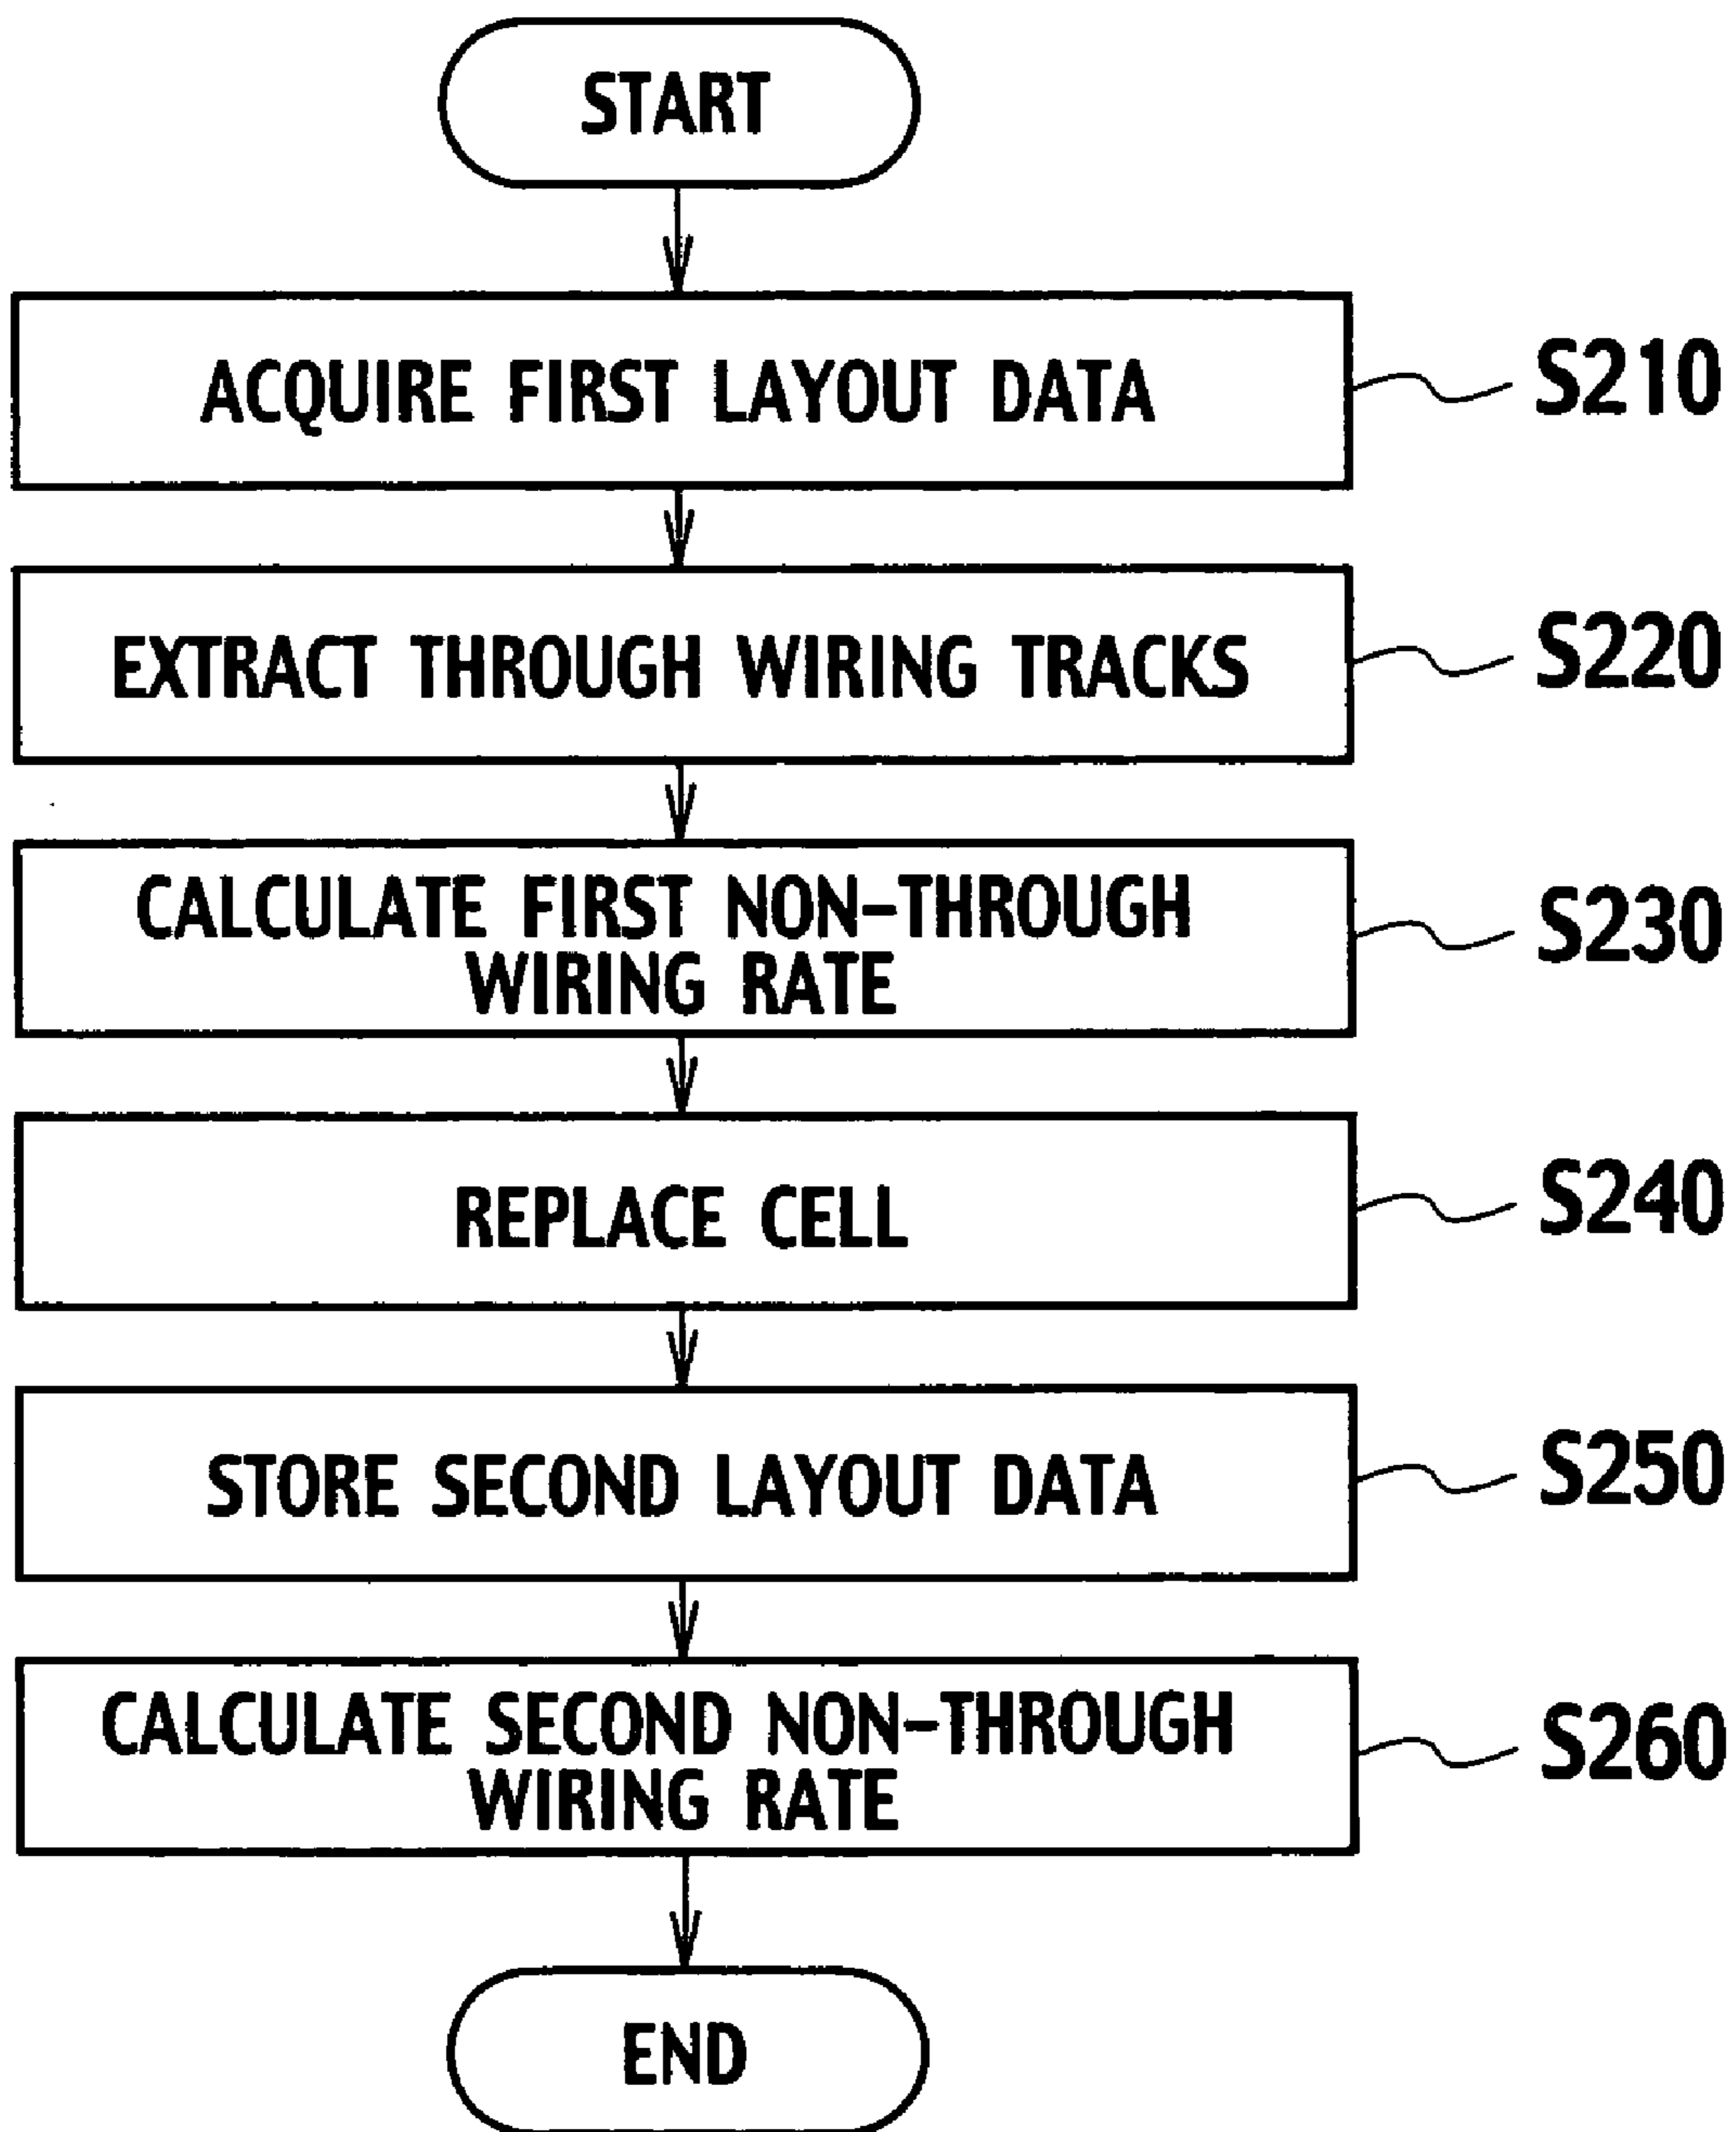 START
ACQUIRE FIRST LAYOUT DATA
S210
EXTRACT THROUGH WIRING TRACKS
S220
CALCULATE FIRST NON-THROUGH
WIRING RATE
S230
REPLACE CELL
S240
STORE SECOND LAYOUT DATA
S250
CALCULATE SECOND NON-THROUGH
WIRING RATE
S260
END